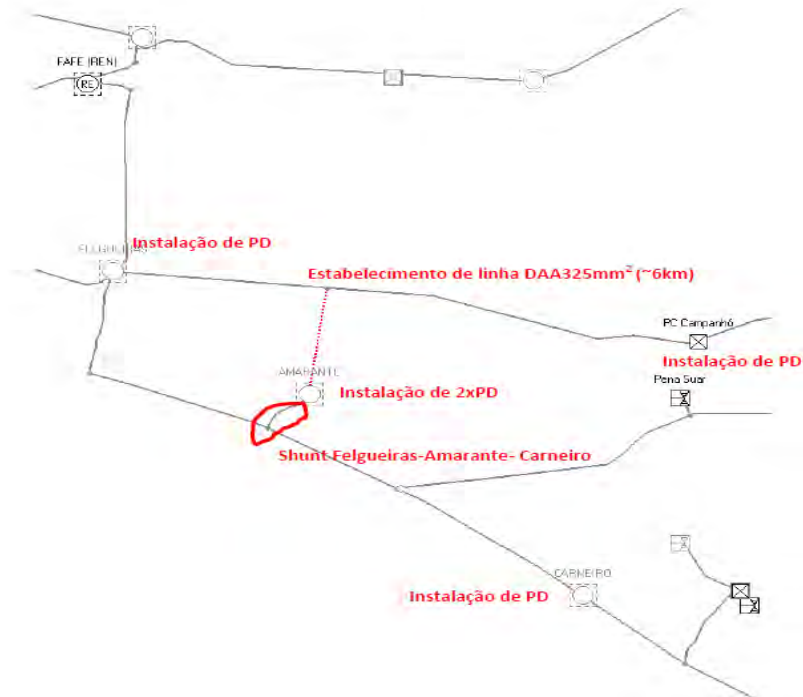 FAFE (REN)
RE
Instalação de PD
FELGUEIRAS
Estabelecimento de linha DAA325mm² (~6km)
PC Campanhó
Instalação de PD
AMARANTE
Instalação de 2xPD
Pena Suar
Shunt Felgueiras-Amarante- Carneiro
CARNEIRO
Instalação de PD